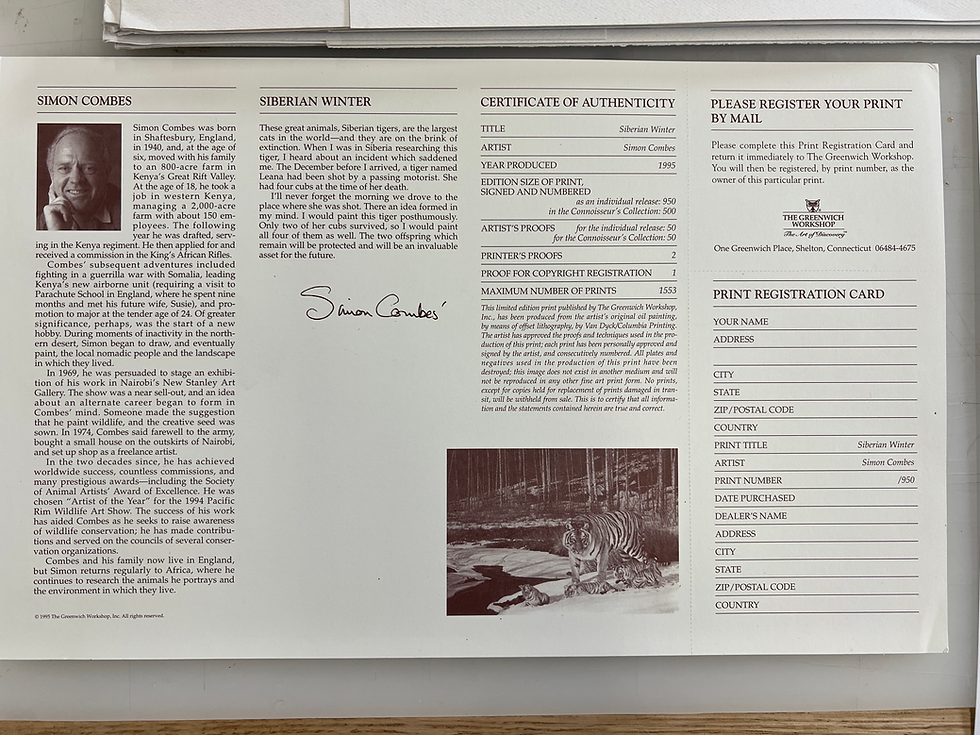 SIMON COMBES
Simon Combes was born
in Shaftesbury, England,
in 1940, and, at the age of
six, moved with his family
to an 800-acre farm in
Kenya's Great Rift Valley.
At the age of 18, he took a
job in western Kenya,
managing a 2,000-acre
farm with about 150 em-
ployees. The following
year he was drafted, serv-
ing in the Kenya regiment. He then applied for and
received a commission in the King's African Rifles.
Combes' subsequent adventures included
fighting in a guerrilla war with Somalia, leading
Kenya's new airborne unit (requiring a visit to
Parachute School in England, where he spent nine
months and met his future wife, Susie), and pro-
motion to major at the tender age of 24. Of greater
significance, perhaps, was the start of a new
hobby. During moments of inactivity in the north-
ern desert, Simon began to draw, and eventually
paint, the local nomadic people and the landscape
in which they lived.
In 1969, he was persuaded to stage an exhibi-
tion of his work in Nairobi's New Stanley Art
Gallery. The show was a near sell-out, and an idea
about an alternate career began to form in
Combes' mind. Someone made the suggestion
that he paint wildlife, and the creative seed was
sown. In 1974, Combes said farewell to the army,
bought a small house on the outskirts of Nairobi,
and set up shop as a freelance artist.
In the two decades since, he has achieved
worldwide success, countless commissions, and
many prestigious awards—including the Society
of Animal Artists' Award of Excellence. He was
chosen "Artist of the Year" for the 1994 Pacific
Rim Wildlife Art Show. The success of his work
has aided Combes as he seeks to raise awareness
of wildlife conservation; he has made contribu-
tions and served on the councils of several conser-
vation organizations.
Combes and his family now live in England,
but Simon returns regularly to Africa, where he
continues to research the animals he portrays and
the environment in which they live.
© 1995 The Greenwich Workshop, Inc. All rights reserved.
SIBERIAN WINTER
These great animals, Siberian tigers, are the largest
cats in the world—and they are on the brink of
extinction. When I was in Siberia researching this
tiger, I heard about an incident which saddened
me. The December before I arrived, a tiger named
Leana had been shot by a passing motorist. She
had four cubs at the time of her death.
I'll never forget the morning we drove to the
place where she was shot. There an idea formed in
my mind. I would paint this tiger posthumously.
Only two of her cubs survived, so I would paint
all four of them as well. The two offspring which
remain will be protected and will be an invaluable
asset for the future.
Simon Combes
CERTIFICATE OF AUTHENTICITY
TITLE Siberian Winter
ARTIST Simon Combes
YEAR PRODUCED 1995
EDITION SIZE OF PRINT,
SIGNED AND NUMBERED
as an individual release: 950
in the Connoisseur's Collection: 500
ARTIST'S PROOFS for the individual release: 50
for the Connoisseur's Collection: 50
PRINTER'S PROOFS 2
PROOF FOR COPYRIGHT REGISTRATION 1
MAXIMUM NUMBER OF PRINTS 1553
This limited edition print published by The Greenwich Workshop,
Inc., has been produced from the artist's original oil painting,
by means of offset lithography, by Van Dyck/Columbia Printing.
The artist has approved the proofs and techniques used in the pro-
duction of this print; each print has been personally approved and
signed by the artist, and consecutively numbered. All plates and
negatives used in the production of this print have been
destroyed; this image does not exist in another medium and will
not be reproduced in any other fine art print form. No prints,
except for copies held for replacement of prints damaged in tran-
sit, will be withheld from sale. This is to certify that all informa-
tion and the statements contained herein are true and correct.
PLEASE REGISTER YOUR PRINT
BY MAIL
Please complete this Print Registration Card and
return it immediately to The Greenwich Workshop.
You will then be registered, by print number, as the
owner of this particular print.
THE GREENWICH
WORKSHOP
The Art of Discovery
One Greenwich Place, Shelton, Connecticut 06484-4675
PRINT REGISTRATION CARD
YOUR NAME
ADDRESS
CITY
STATE
ZIP/POSTAL CODE
COUNTRY
PRINT TITLE Siberian Winter
ARTIST Simon Combes
PRINT NUMBER /950
DATE PURCHASED
DEALER'S NAME
ADDRESS
CITY
STATE
ZIP/POSTAL CODE
COUNTRY